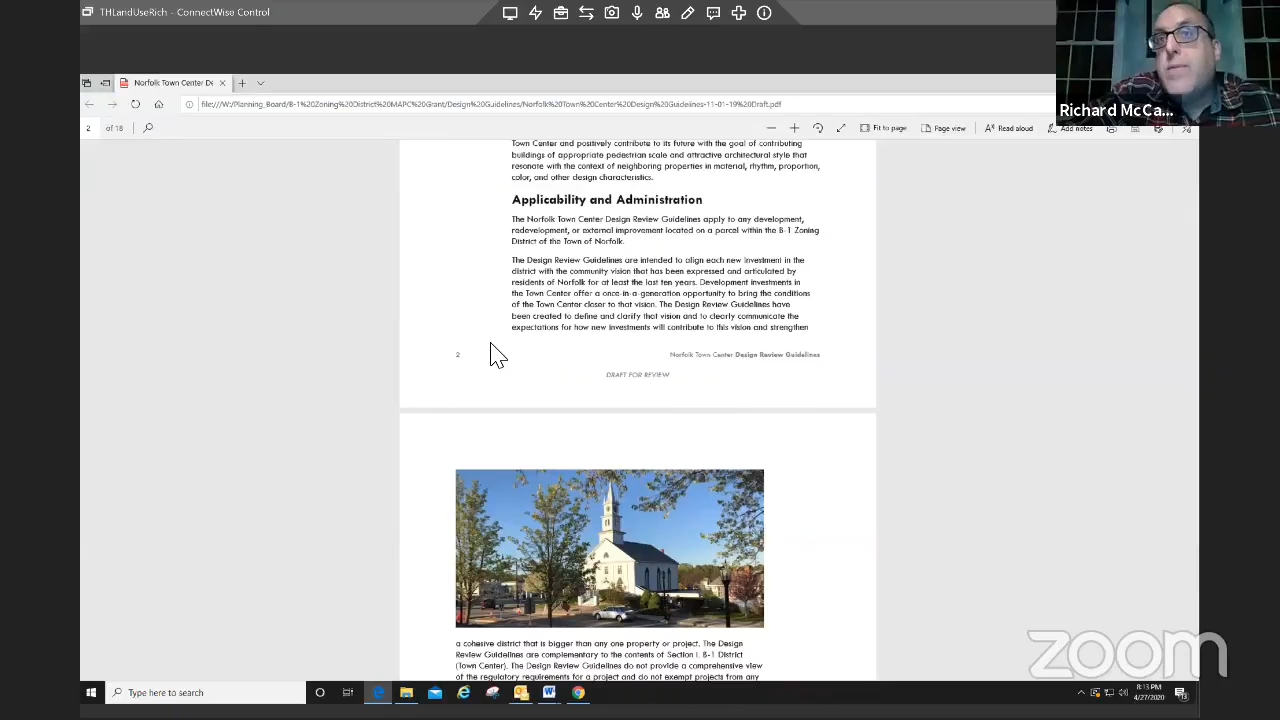 THLandUseRich - ConnectWise Control
Richard McCa...
Norfolk Town Center De
file:///W:/Planning_Board/B-1%20Zoning%20District%20MAPC%20Grant/Design%20Guidelines/Norfolk%20Town%20Center%20Design%20Guidelines-11-01-19%20Draft.pdf
2 of 18
Fit to page
Page view
Read aloud
Add notes
Town Center and positively contribute to its future with the goal of contributing
buildings of appropriate pedestrian scale and attractive architectural style that
resonate with the context of neighboring properties in material, rhythm, proportion,
color, and other design characteristics.
Applicability and Administration
The Norfolk Town Center Design Review Guidelines apply to any development,
redevelopment, or external improvement located on a parcel within the B-1 Zoning
District of the Town of Norfolk.
The Design Review Guidelines are intended to align each new investment in the
district with the community vision that has been expressed and articulated by
residents of Norfolk for at least the last ten years. Development investments in
the Town Center offer a once-in-a-generation opportunity to bring the conditions
of the Town Center closer to that vision. The Design Review Guidelines have
been created to define and clarify that vision and to clearly communicate the
expectations for how new investments will contribute to this vision and strengthen
2
Norfolk Town Center Design Review Guidelines
DRAFT FOR REVIEW
a cohesive district that is bigger than any one property or project. The Design
Review Guidelines are complementary to the contents of Section I. B-1 District
(Town Center). The Design Review Guidelines do not provide a comprehensive view
of the regulatory requirements for a project and do not exempt projects from any
zoom
Type here to search
8:13 PM
4/27/2020